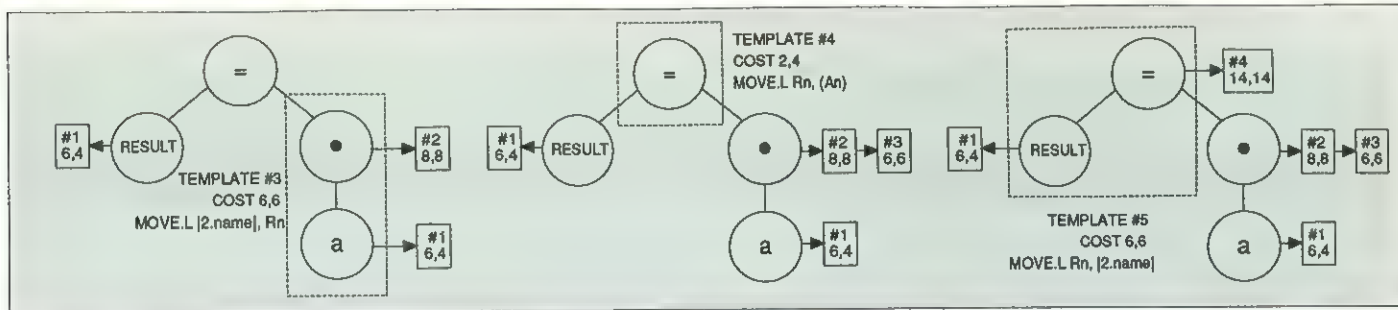 =
#1
6,4
RESULT
•
#2
8,8
TEMPLATE #3
COST 6,6
MOVE.L |2.name|, Rn
a
#1
6,4
TEMPLATE #4
COST 2,4
MOVE.L Rn, (An)
=
#1
6,4
RESULT
•
#2
8,8
#3
6,6
a
#1
6,4
=
#4
14,14
#1
6,4
RESULT
•
#2
8,8
#3
6,6
TEMPLATE #5
COST 6,6
MOVE.L Rn, |2.name|
a
#1
6,4